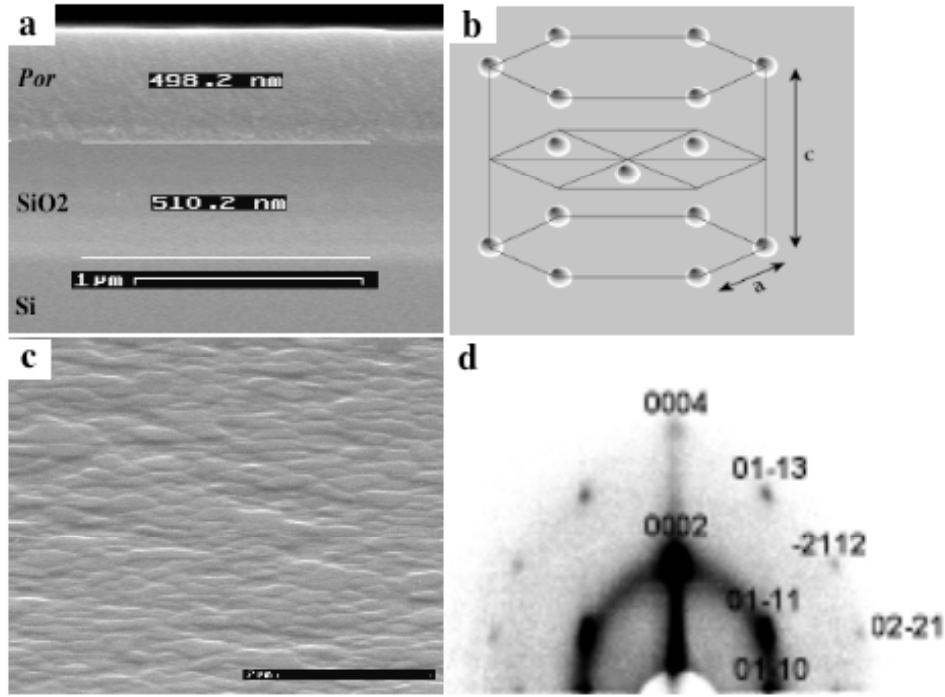 a
Por
498.2 nm
SiO2
510.2 nm
1 µm
Si
b
c
a
c
d
0004
01-13
0002
-2112
01-11
02-21
01-10